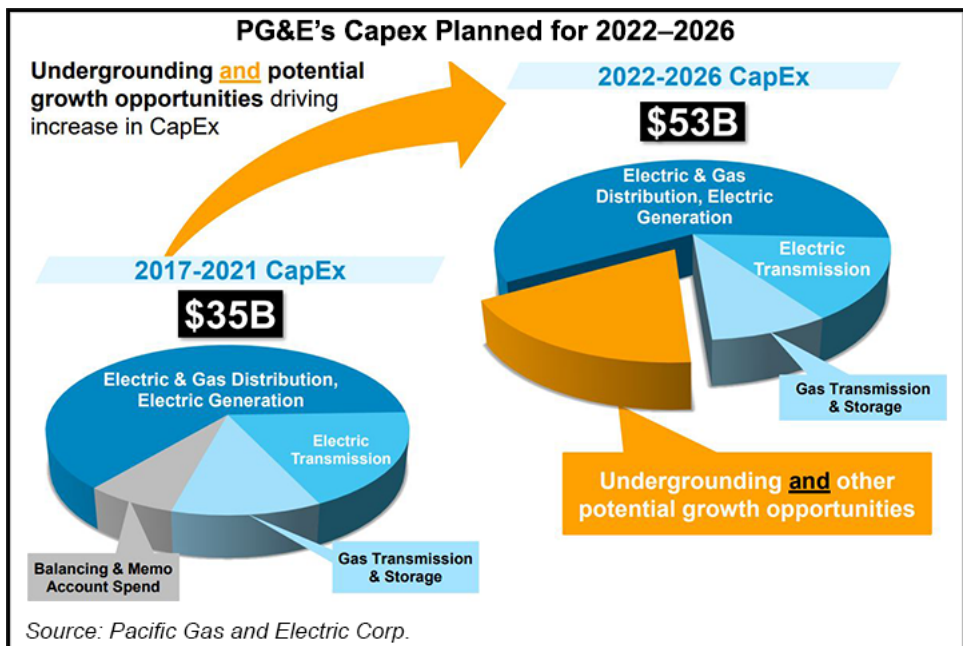 PG&E's Capex Planned for 2022–2026
Undergrounding and potential
growth opportunities driving
increase in CapEx
2022-2026 CapEx
$53B
Electric & Gas
Distribution, Electric
Generation
Electric
Transmission
Gas Transmission
& Storage
Undergrounding and other
potential growth opportunities
2017-2021 CapEx
$35B
Electric & Gas Distribution,
Electric Generation
Electric
Transmission
Gas Transmission
& Storage
Balancing & Memo
Account Spend
Source: Pacific Gas and Electric Corp.